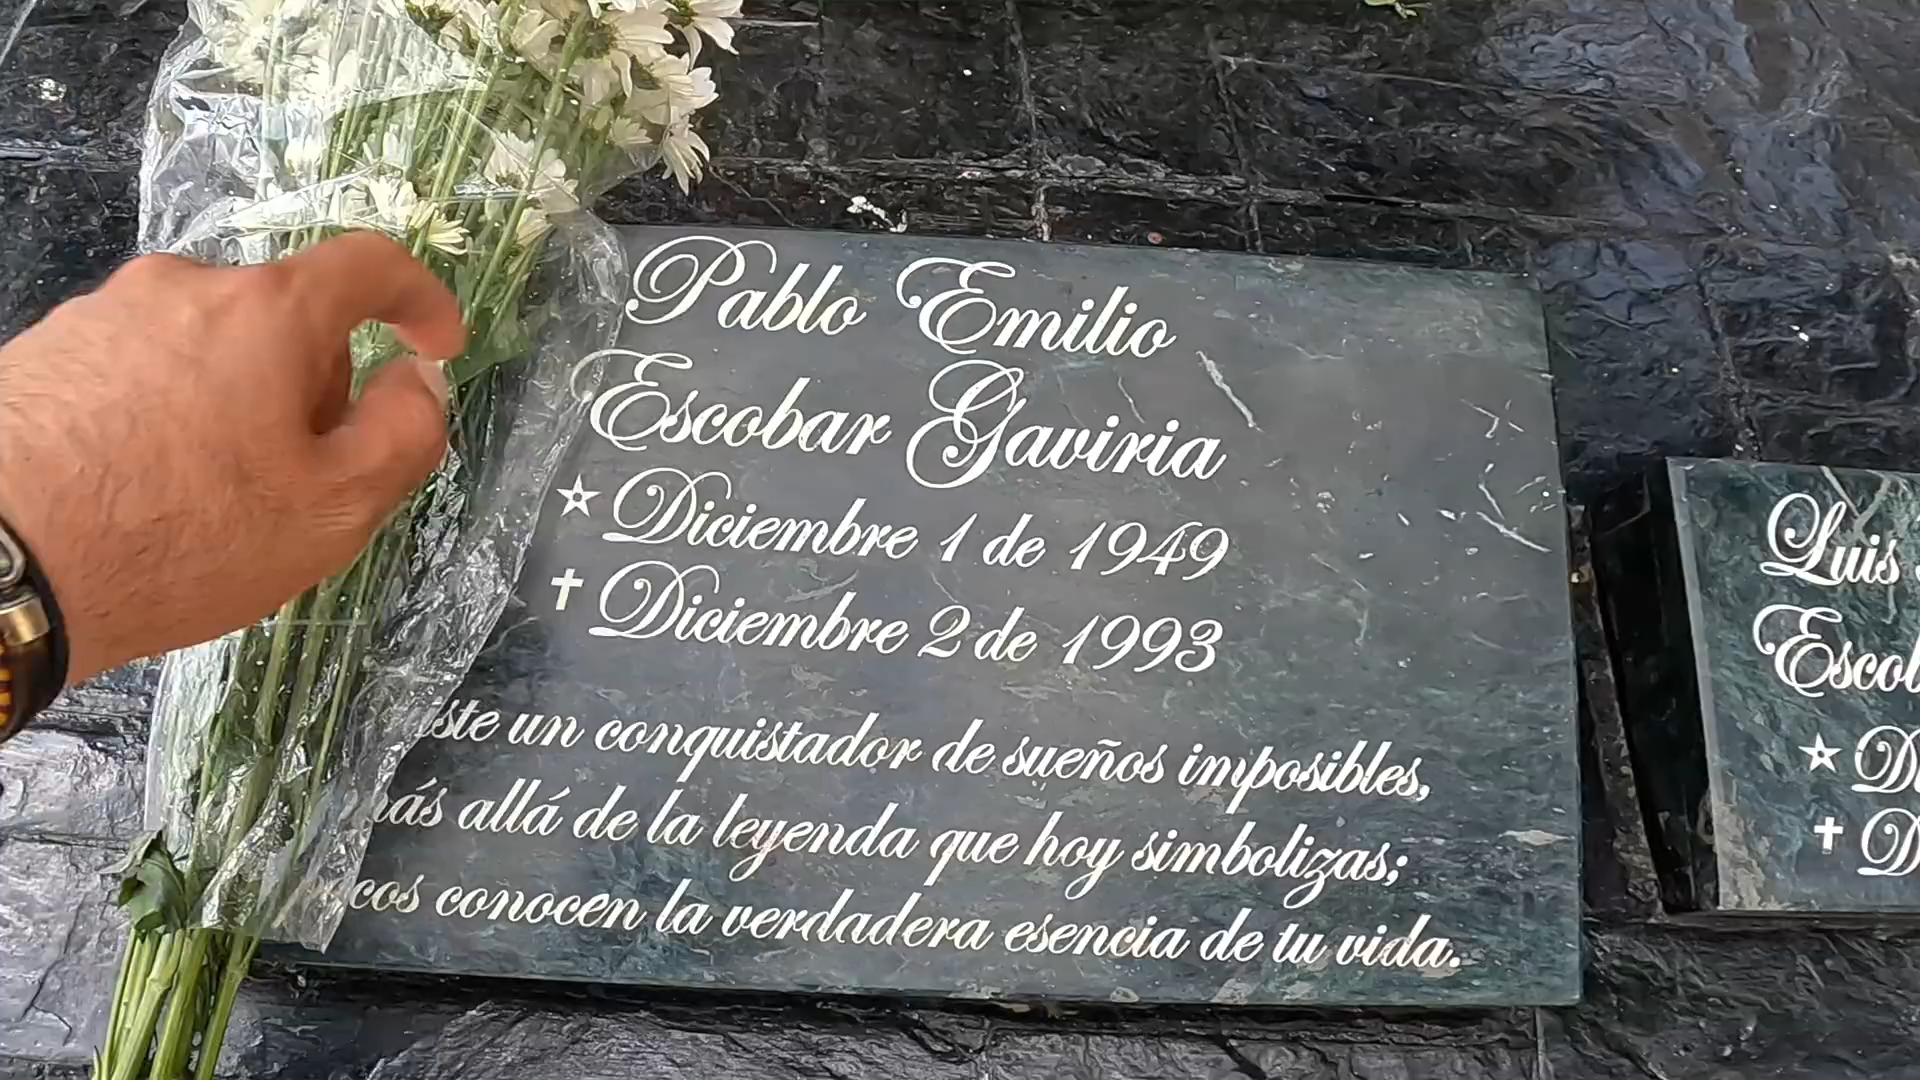 Pablo Emilio
Escobar Gaviria
Diciembre 1 de 1949
Diciembre 2 de 1993
un conquistador de sueños imposibles,
allá de la leyenda que hoy simbolizas;
conocen la verdadera esencia de tu vida.
Luis